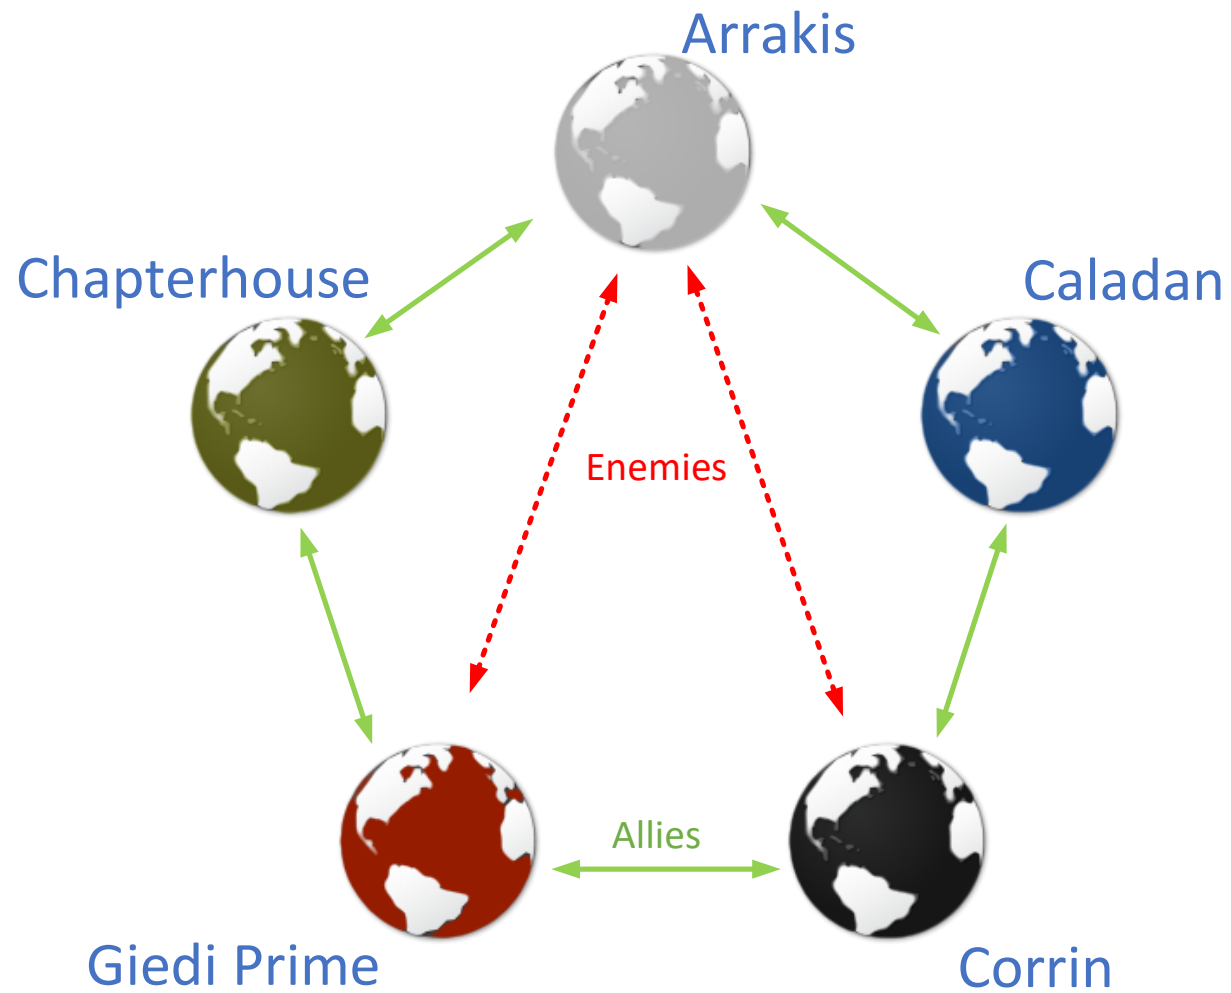 Arrakis
Chapterhouse
Caladan
Enemies
Allies
Giedi Prime
Corrin